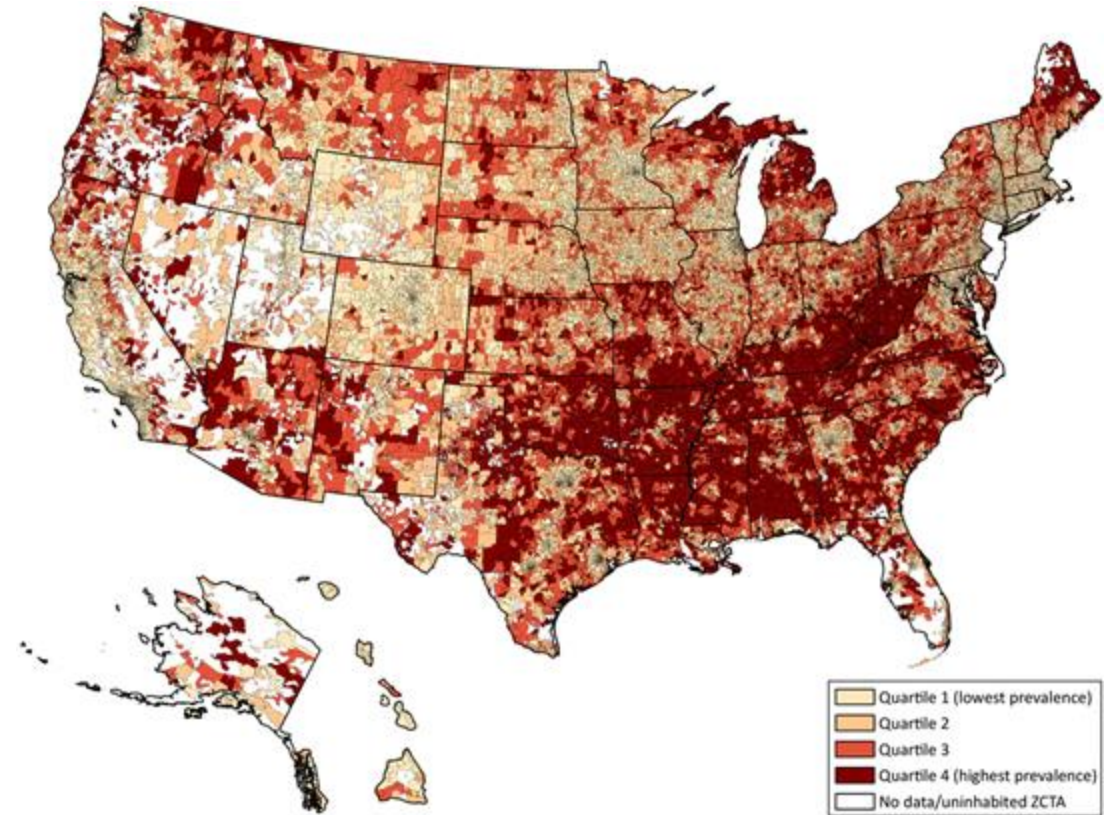 Quartile 1 (lowest prevalence)
Quartile 2
Quartile 3
Quartile 4 (highest prevalence)
No data/uninhabited ZCTA